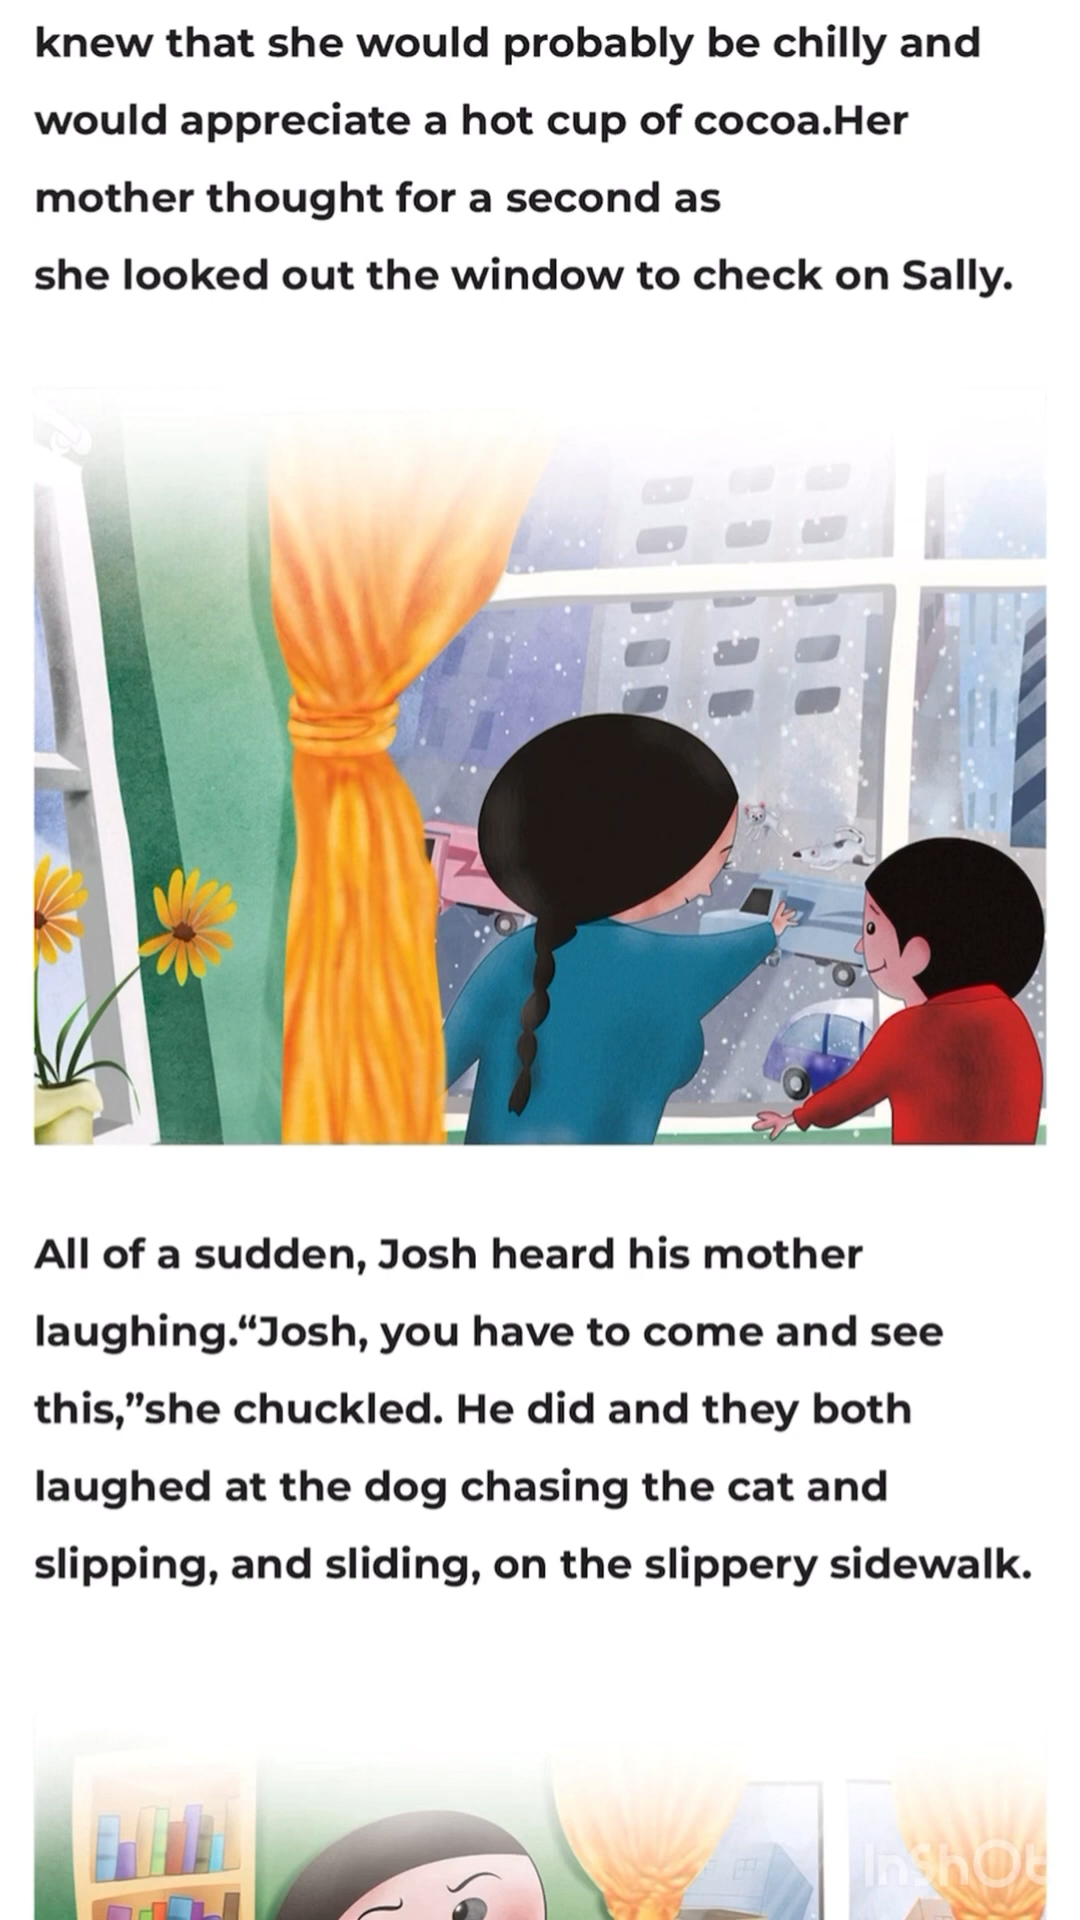 knew that she would probably be chilly and
would appreciate a hot cup of cocoa.Her
mother thought for a second as
she looked out the window to check on Sally.
All of a sudden, Josh heard his mother
laughing.“Josh, you have to come and see
this,”she chuckled. He did and they both
laughed at the dog chasing the cat and
slipping, and sliding, on the slippery sidewalk.
InShOt